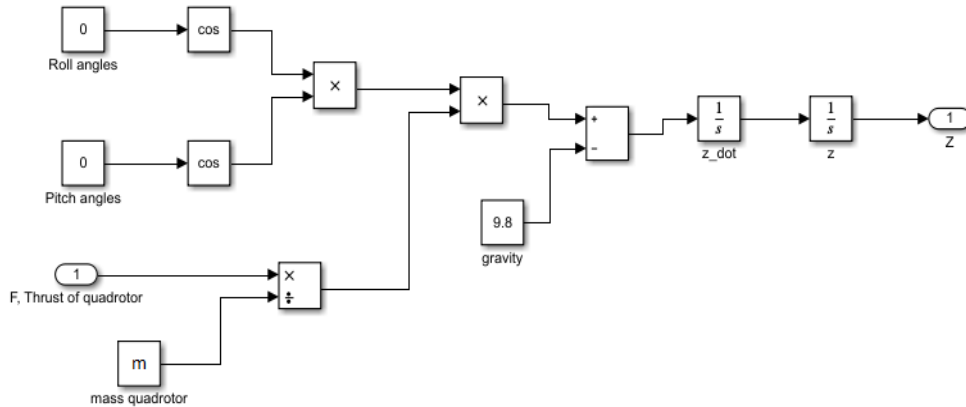 0
cos
Roll angles
×
×
0
cos
Pitch angles
+
−
1
s
z_dot
1
s
z
1
Z
9.8
gravity
1
F, Thrust of quadrotor
×
÷
m
mass quadrotor